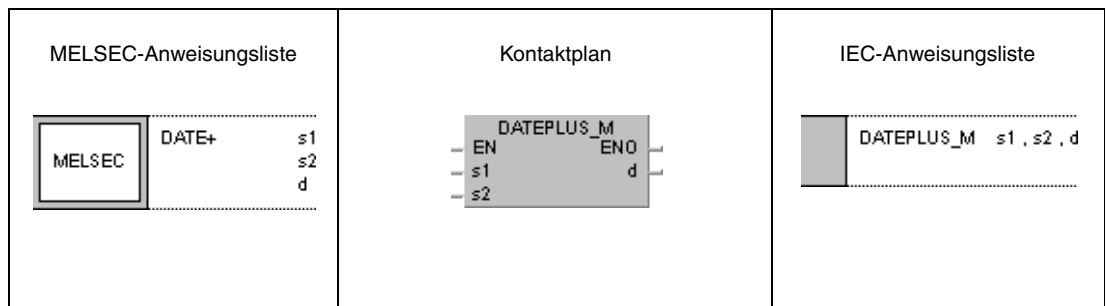 MELSEC-Anweisungsliste
MELSEC
DATE+ s1
s2
d
Kontaktplan
DATEPLUS_M
EN ENO
s1 d
s2
IEC-Anweisungsliste
DATEPLUS_M s1 , s2 , d